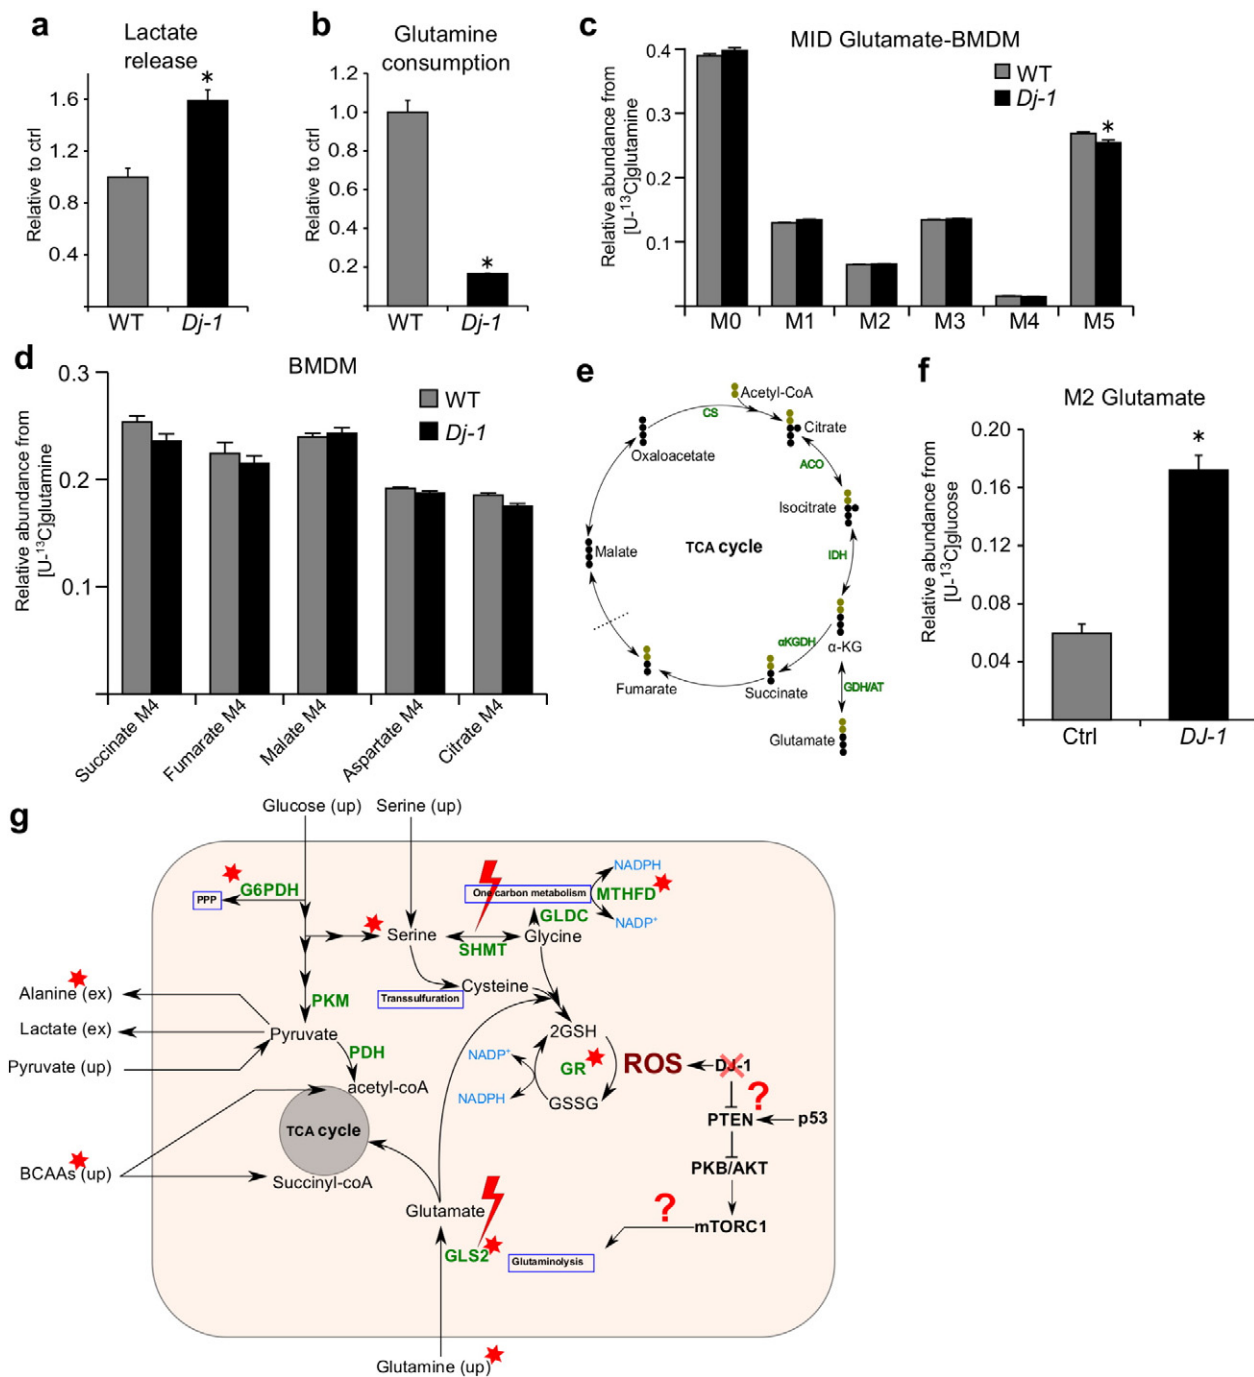 a
Lactate
release
Relative to ctrl
1.6
1.2
0.8
0.4
*
WT
Dj-1
b
Glutamine
consumption
Relative to ctrl
1.2
1.0
0.8
0.6
0.4
0.2
*
WT
Dj-1
c
MID Glutamate-BMDM
Relative abundance from
[U-¹³C]glutamine
0.4
0.3
0.2
0.1
WT
Dj-1
*
M0
M1
M2
M3
M4
M5
d
BMDM
Relative abundance from
[U-¹³C]glutamine
0.3
0.2
0.1
WT
Dj-1
Succinate M4
Fumarate M4
Malate M4
Aspartate M4
Citrate M4
e
Acetyl-CoA
CS
Citrate
Oxaloacetate
ACO
Isocitrate
Malate
TCA cycle
IDH
αKGDH
α-KG
Fumarate
Succinate
GDH/AT
Glutamate
f
M2 Glutamate
Relative abundance from
[U-¹³C]glucose
0.20
0.16
0.12
0.08
0.04
*
Ctrl
DJ-1
g
Glucose (up)
Serine (up)
PPP
G6PDH
One carbon metabolism
NADPH
MTHFD
NADP⁺
GLDC
Serine
SHMT
Glycine
Cysteine
Transsulfuration
Alanine (ex)
PKM
Lactate (ex)
Pyruvate
2GSH
Pyruvate (up)
PDH
NADP⁺
GR
ROS
DJ-1
acetyl-coA
NADPH
GSSG
?
PTEN
p53
TCA cycle
BCAAs (up)
PKB/AKT
Succinyl-coA
Glutamate
?
mTORC1
GLS2
Glutaminolysis
Glutamine (up)